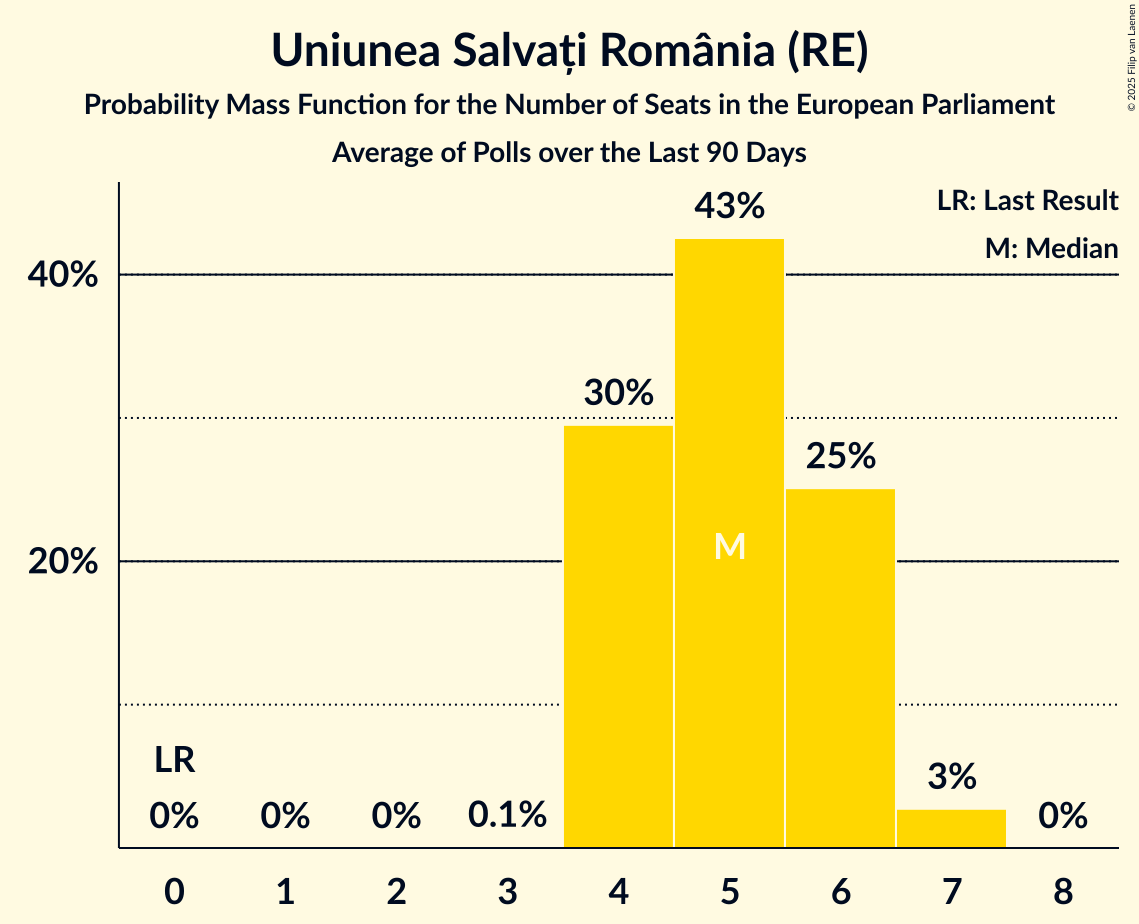 Uniunea Salvați România (RE)
Probability Mass Function for the Number of Seats in the European Parliament
Average of Polls over the Last 90 Days
© 2025 Filip van Laenen
LR: Last Result
M: Median
43%
40%
30%
25%
M
20%
LR
3%
0%
0%
0%
0.1%
0%
0
1
2
3
4
5
6
7
8